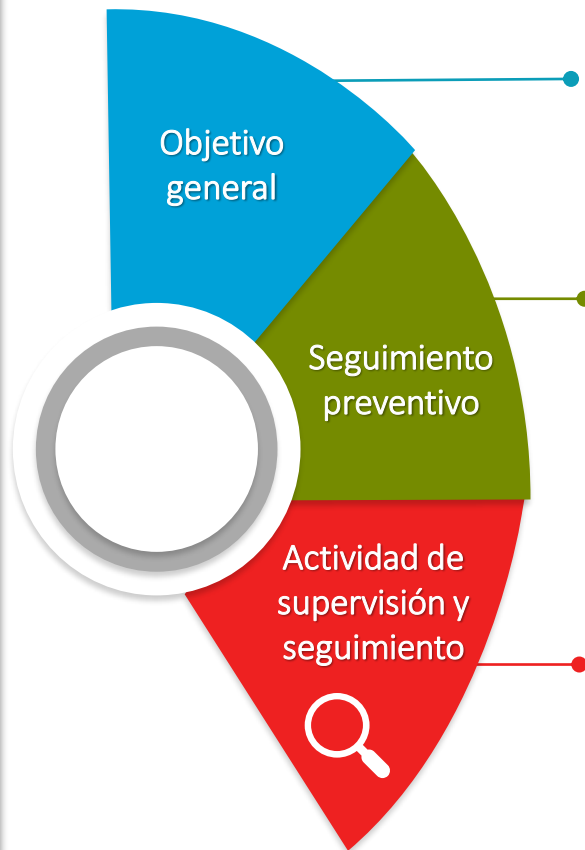 Objetivo
general
Seguimiento
preventivo
Actividad de
supervisión y
seguimiento